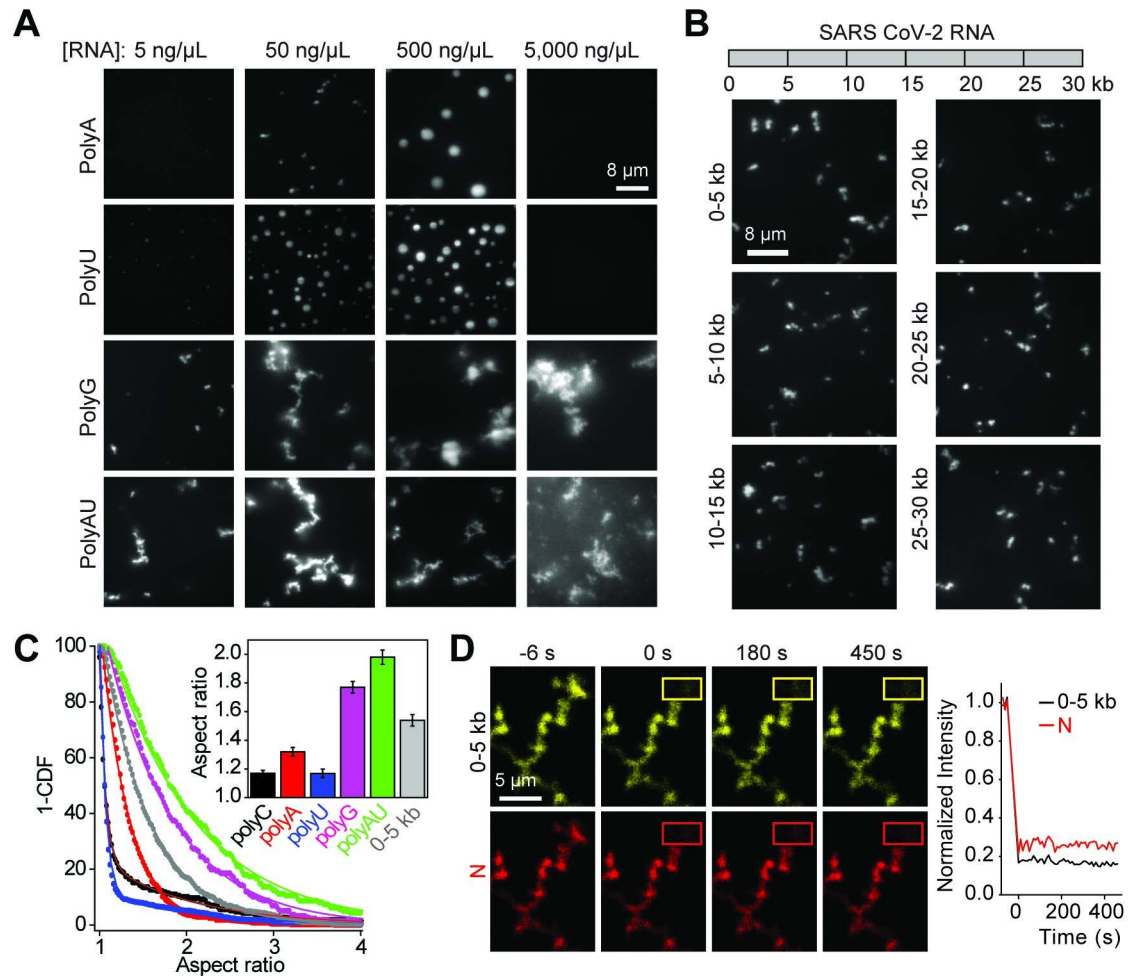 A
[RNA]: 5 ng/µL 50 ng/µL 500 ng/µL 5,000 ng/µL
PolyA
8 µm
PolyU
PolyG
PolyAU
B
SARS CoV-2 RNA
0 5 10 15 20 25 30 kb
0-5 kb
8 µm
15-20 kb
5-10 kb
20-25 kb
10-15 kb
25-30 kb
C
100
80
60
40
20
0
1-CDF
1 2 3 4
Aspect ratio
2.0
1.8
1.6
1.4
1.2
1.0
Aspect ratio
polyC
polyA
polyU
polyG
polyAU
0-5 kb
D
-6 s 0 s 180 s 450 s
0-5 kb
5 µm
N
1.0
0.8
0.6
0.4
0.2
0.0
Normalized Intensity
0-5 kb
N
0 200 400
Time (s)